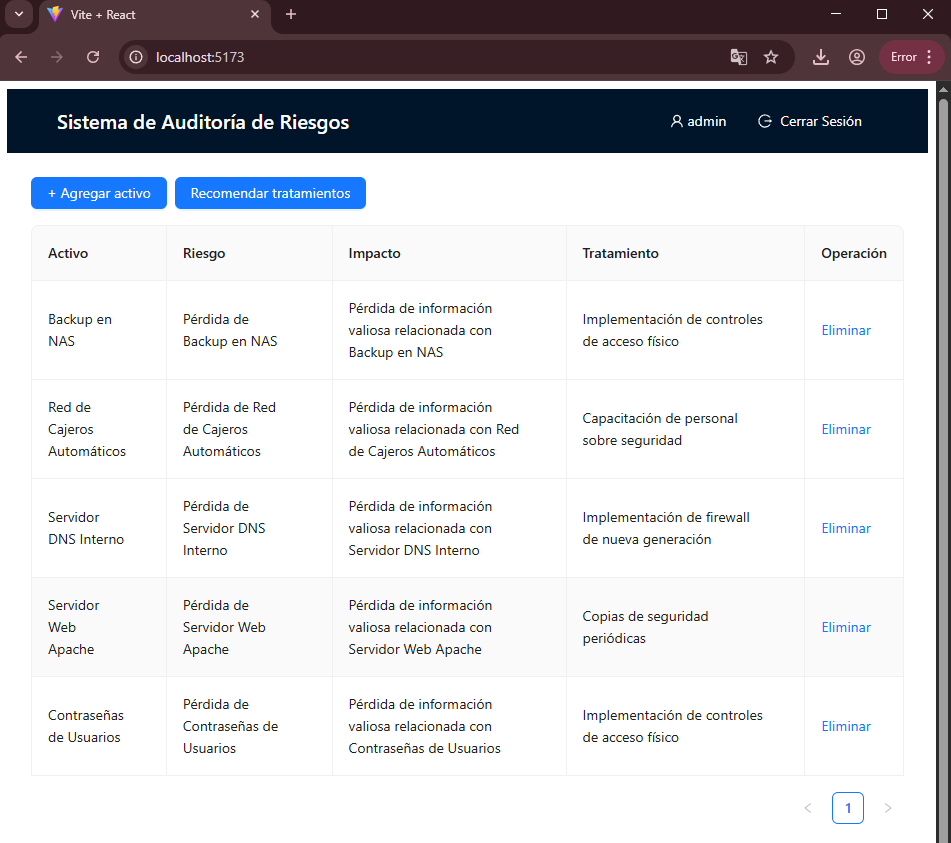 Vite + React
localhost:5173
Error
Sistema de Auditoría de Riesgos
admin
Cerrar Sesión
+ Agregar activo
Recomendar tratamientos
Activo
Riesgo
Impacto
Tratamiento
Operación
Backup en
NAS
Pérdida de
Backup en NAS
Pérdida de información
valiosa relacionada con
Backup en NAS
Implementación de controles
de acceso físico
Eliminar
Red de
Cajeros
Automáticos
Pérdida de Red
de Cajeros
Automáticos
Pérdida de información
valiosa relacionada con Red
de Cajeros Automáticos
Capacitación de personal
sobre seguridad
Eliminar
Servidor
DNS Interno
Pérdida de
Servidor DNS
Interno
Pérdida de información
valiosa relacionada con
Servidor DNS Interno
Implementación de firewall
de nueva generación
Eliminar
Servidor
Web
Apache
Pérdida de
Servidor Web
Apache
Pérdida de información
valiosa relacionada con
Servidor Web Apache
Copias de seguridad
periódicas
Eliminar
Contraseñas
de Usuarios
Pérdida de
Contraseñas de
Usuarios
Pérdida de información
valiosa relacionada con
Contraseñas de Usuarios
Implementación de controles
de acceso físico
Eliminar
1